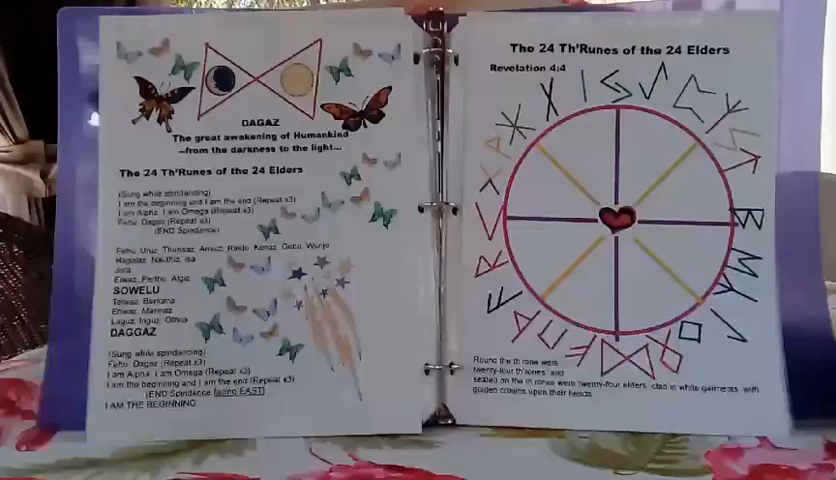 DAGAZ
The great awakening of Humankind
–from the darkness to the light...
The 24 Th'Runes of the 24 Elders
(Sung while spindancing)
I am the beginning and I am the end (Repeat x3)
I am Alpha, I am Omega (Repeat x3)
Fehu, Dagaz (Repeat x3)
(END Spindance)
Fehu, Uruz, Thurisaz, Ansuz, Raido, Kenaz, Gebo, Wunjo
Hagalaz, Nauthiz, Isa
Jera
Eiwaz, Pertho, Algiz
SOWELU
Teiwaz, Berkana
Ehwaz, Mannaz
Laguz, Inguz, Othila
DAGGAZ
(Sung while spindancing)
Fehu, Dagaz (Repeat x3)
I am Alpha, I am Omega (Repeat x3)
I am the beginning and I am the end (Repeat x3)
(END Spindance facing EAST)
I AM THE BEGINNING
The 24 Th'Runes of the 24 Elders
Revelation 4:4
Round the th'rone were
twenty-four th'rones and
seated on the th'rones were twenty-four elders, clad in white garments, with
golden crowns upon their heads